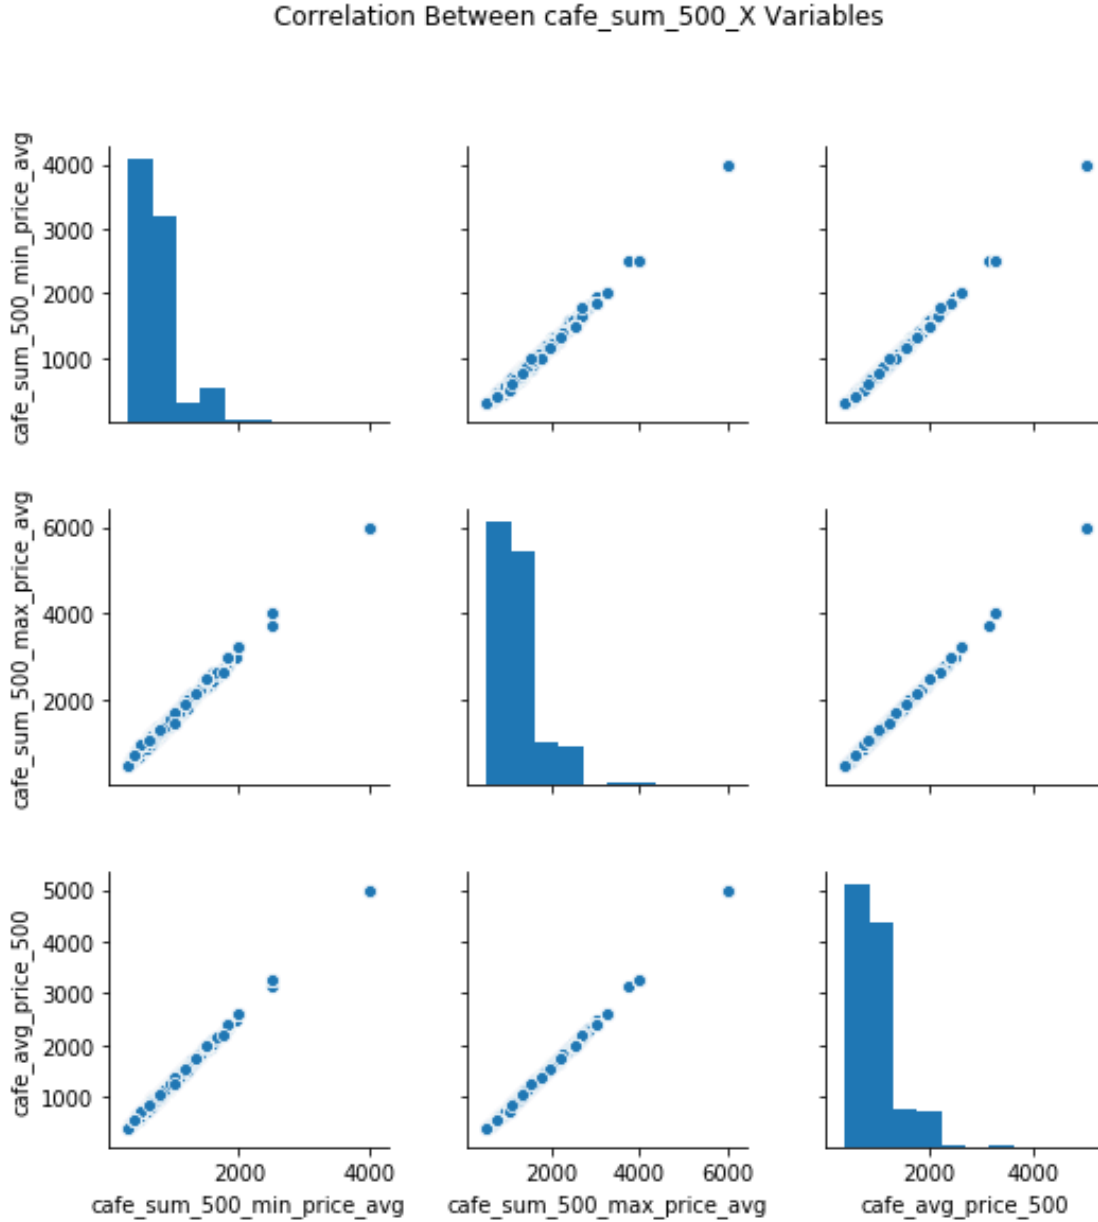 Correlation Between cafe_sum_500_X Variables
cafe_sum_500_min_price_avg
4000
3000
2000
1000
cafe_sum_500_max_price_avg
6000
4000
2000
cafe_avg_price_500
5000
4000
3000
2000
1000
2000 4000
cafe_sum_500_min_price_avg
2000 4000 6000
cafe_sum_500_max_price_avg
2000 4000
cafe_avg_price_500